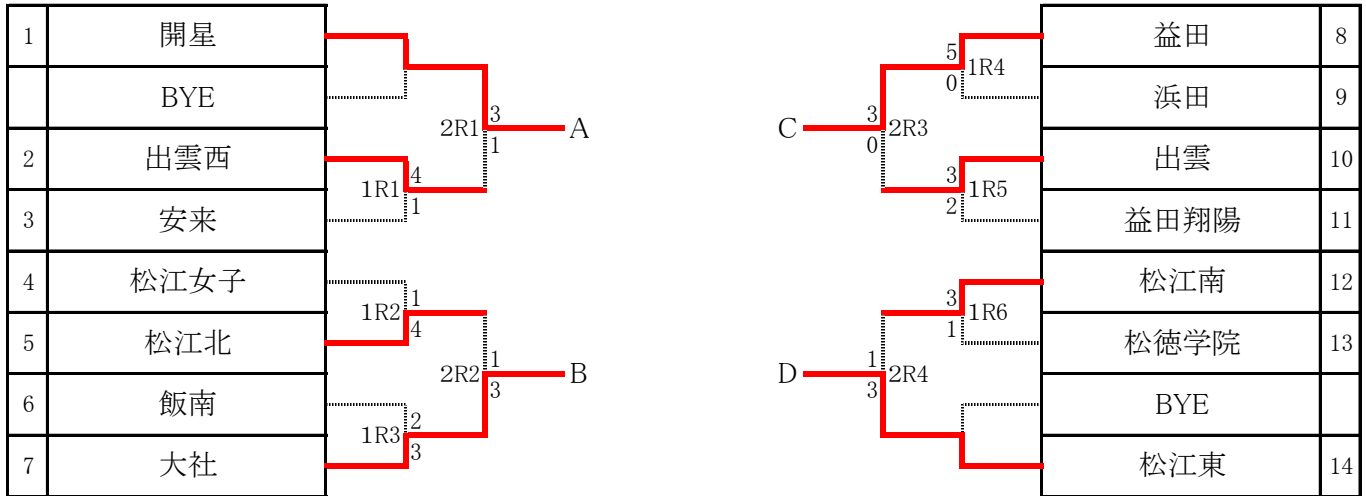 1 開星
BYE
2 出雲西
3 安来
4 松江女子
5 松江北
6 飯南
7 大社
1R1 4 1
1R2 1 4
1R3 2 3
2R1 3 1 A
2R2 1 3 B
益田 8
浜田 9
出雲 10
益田翔陽 11
松江南 12
松徳学院 13
BYE
松江東 14
5 0 1R4
3 2 1R5
3 1 1R6
C 3 0 2R3
D 1 3 2R4